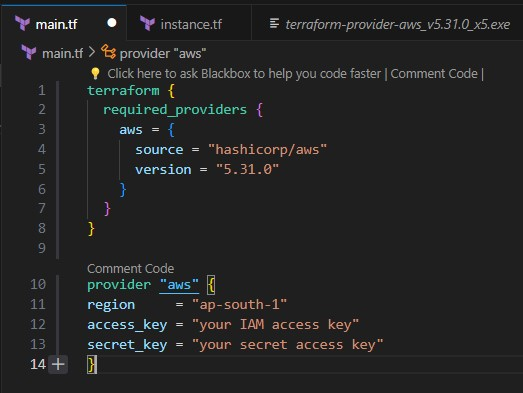 main.tf instance.tf terraform-provider-aws_v5.31.0_x5.exe
main.tf > provider "aws"
Click here to ask Blackbox to help you code faster | Comment Code |
1 terraform {
2 required_providers {
3 aws = {
4 source = "hashicorp/aws"
5 version = "5.31.0"
6 }
7 }
8 }
9
Comment Code
10 provider "aws" {
11 region = "ap-south-1"
12 access_key = "your IAM access key"
13 secret_key = "your secret access key"
14 }